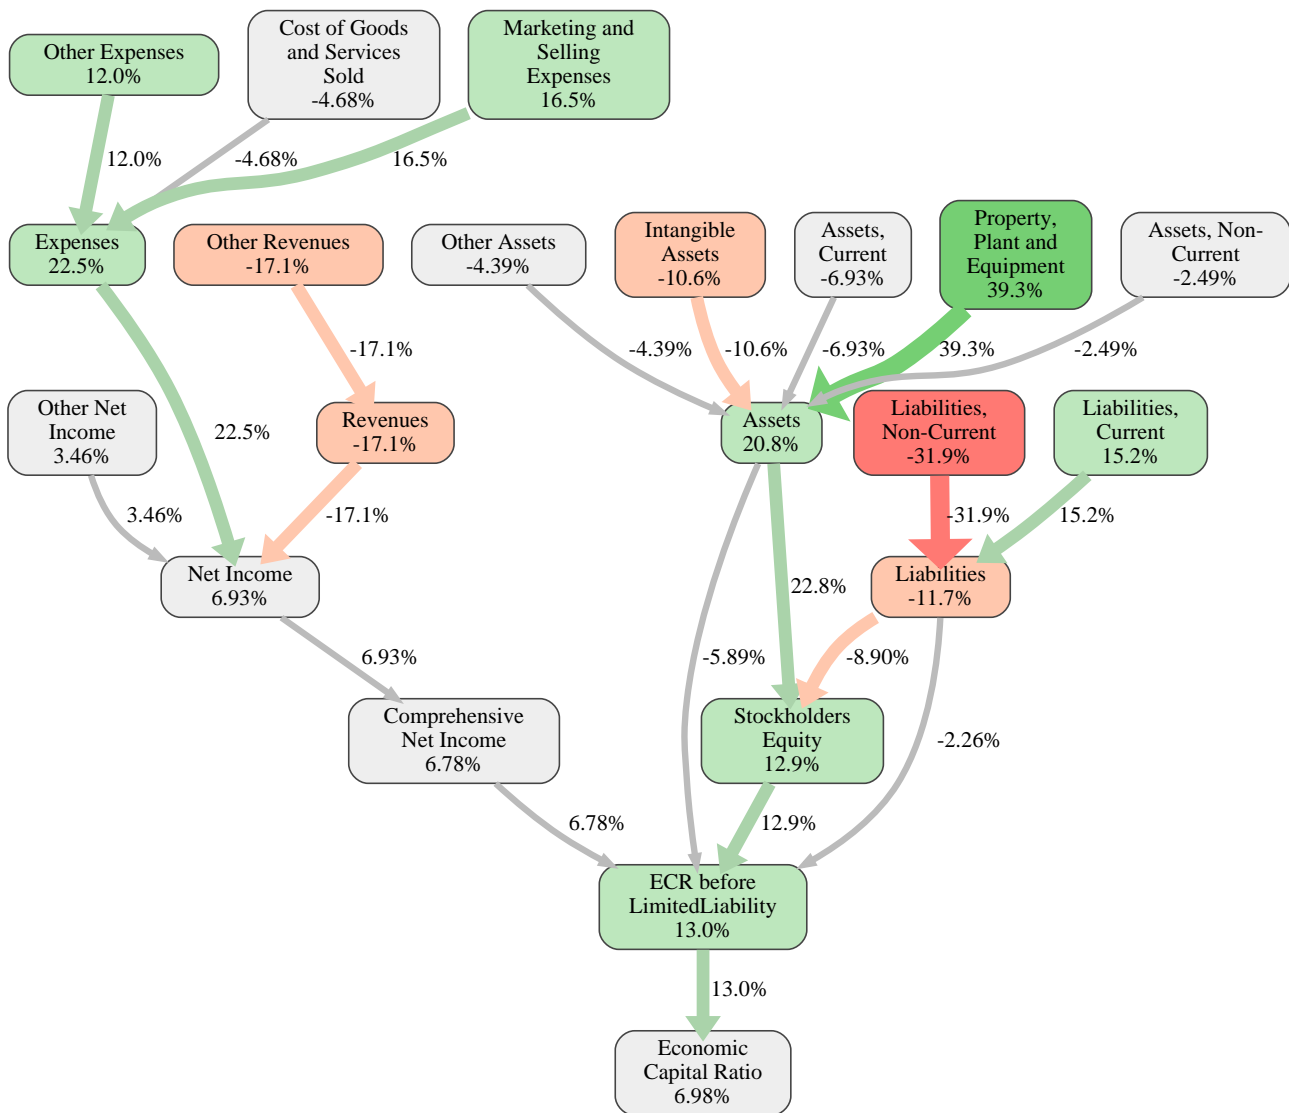 Other Expenses
12.0%
Cost of Goods
and Services
Sold
-4.68%
Marketing and
Selling
Expenses
16.5%
12.0%
-4.68%
16.5%
Expenses
22.5%
Other Revenues
-17.1%
Other Assets
-4.39%
Intangible
Assets
-10.6%
Assets,
Current
-6.93%
Property,
Plant and
Equipment
39.3%
Assets, Non-
Current
-2.49%
-17.1%
-4.39%
-10.6%
-6.93%
39.3%
-2.49%
Other Net
Income
3.46%
22.5%
Revenues
-17.1%
Assets
20.8%
Liabilities,
Non-Current
-31.9%
Liabilities,
Current
15.2%
3.46%
-17.1%
-31.9%
15.2%
Net Income
6.93%
22.8%
Liabilities
-11.7%
6.93%
-5.89%
-8.90%
Comprehensive
Net Income
6.78%
Stockholders
Equity
12.9%
-2.26%
6.78%
12.9%
ECR before
LimitedLiability
13.0%
13.0%
Economic
Capital Ratio
6.98%